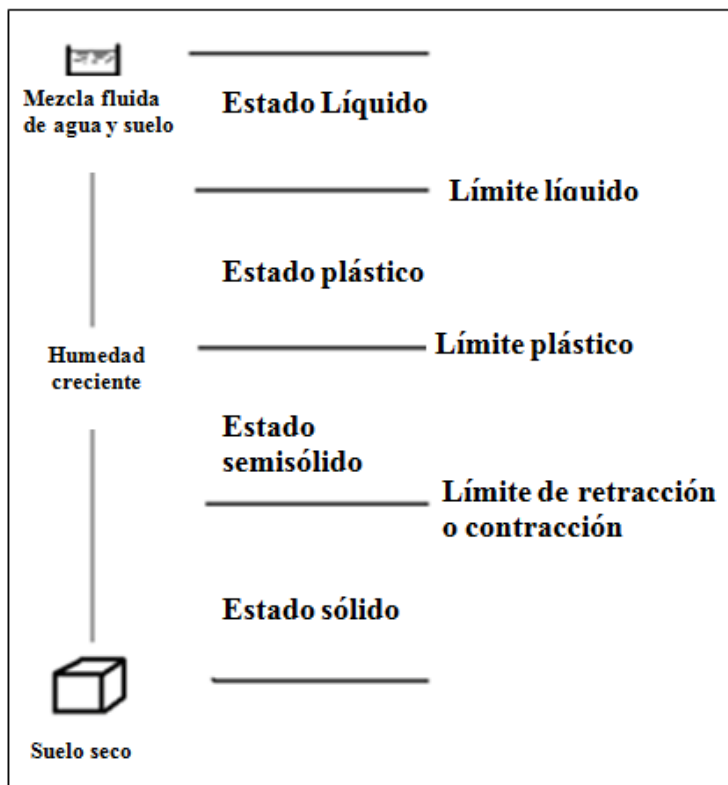 Mezcla fluida
de agua y suelo
Estado Líquido
Límite líquido
Estado plástico
Humedad
creciente
Límite plástico
Estado
semisólido
Límite de retracción
o contracción
Estado sólido
Suelo seco